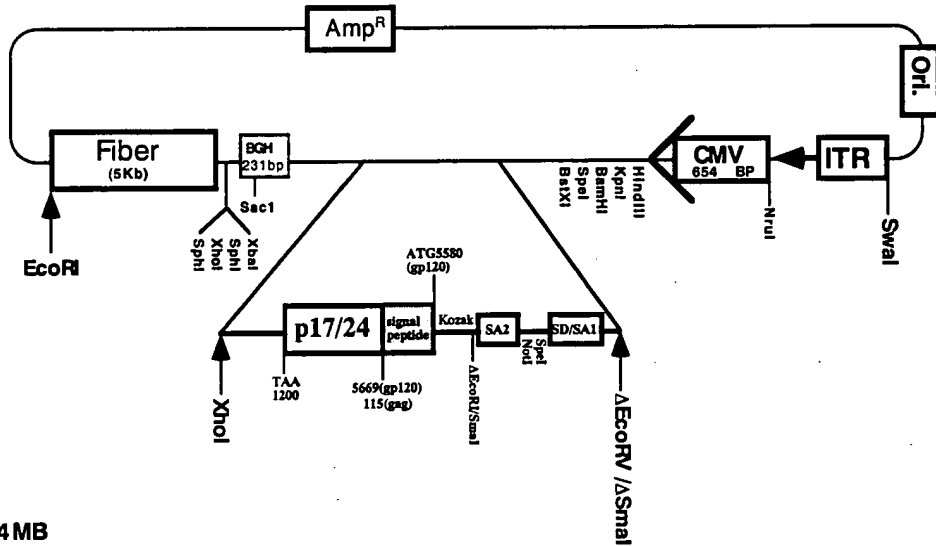 Amp^R
Ori.
Fiber
(5Kb)
BGH
231bp
CMV
654 BP
ITR
Sac1
SphI
XhoI
SphI
XbaI
BstXI
SpeI
BamHI
KpnI
HindIII
NruI
SwaI
EcoRI
ATG5580
(gp120)
p17/24
signal
peptide
Kozak
SA2
SpeI
NotI
SD/SA1
TAA
1200
5669(gp120)
115(gag)
ΔEcoRI/SmaI
XhoI
ΔEcoRV /ΔSmaI
4MB